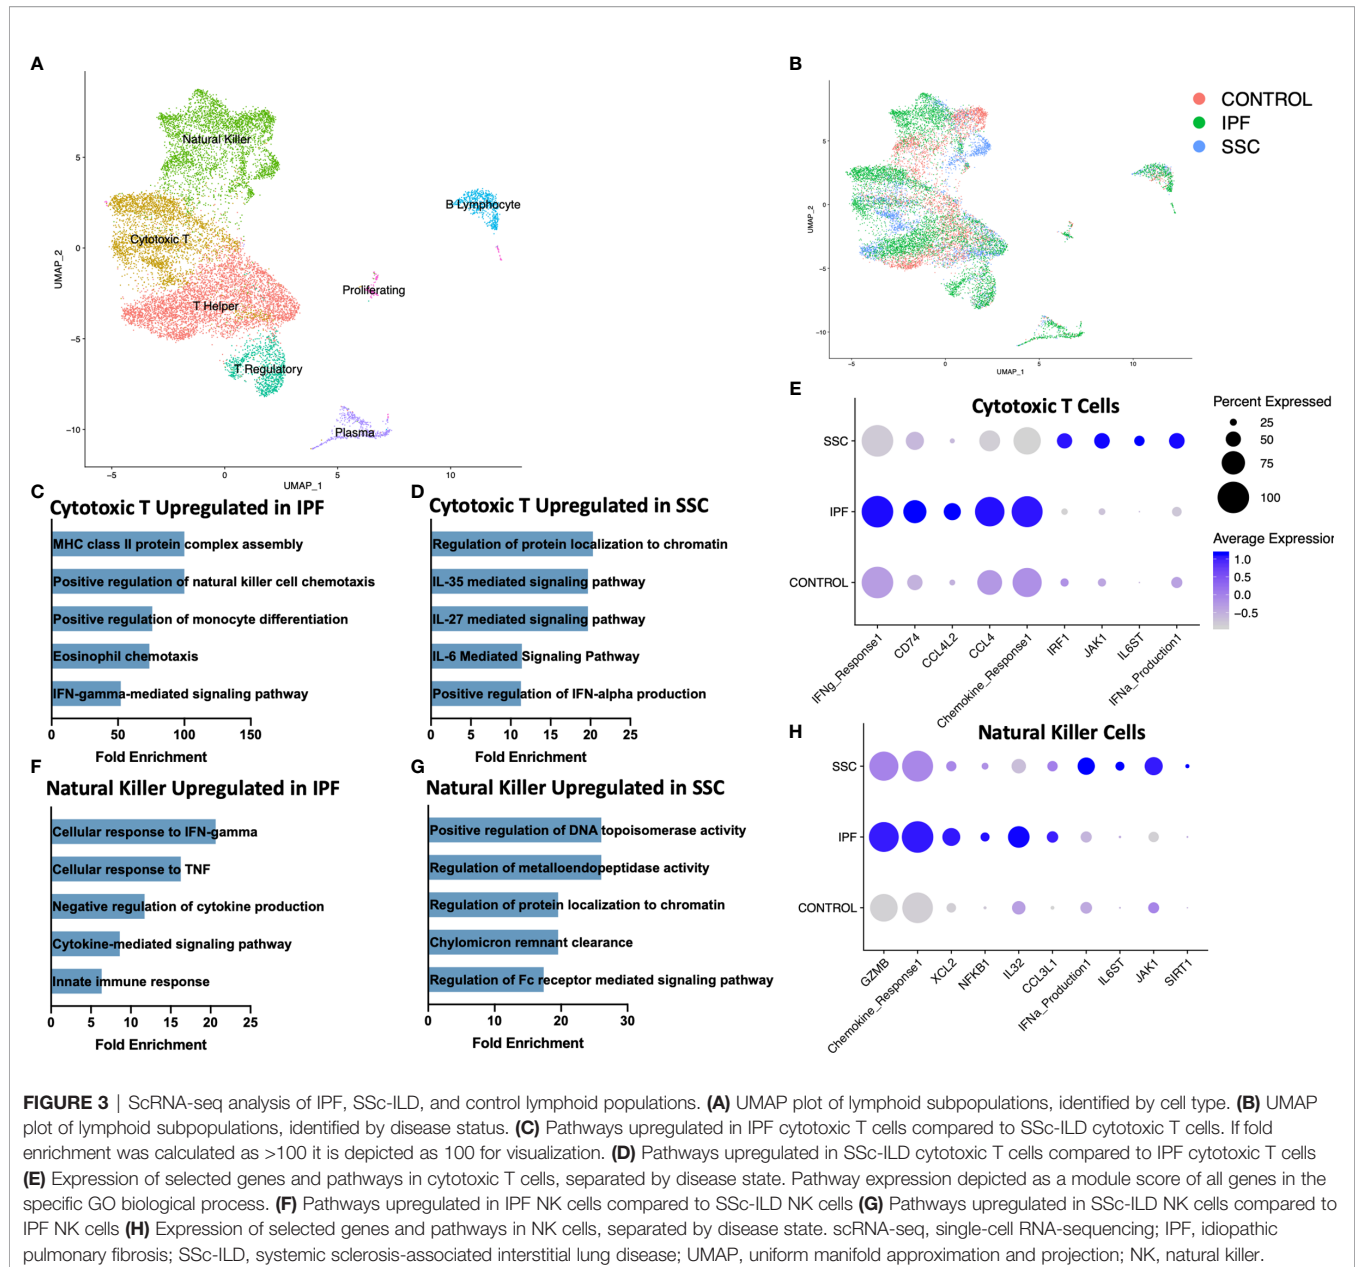 A
Natural Killer
Cytotoxic T
T Helper
T Regulatory
B Lymphocyte
Proliferating
Plasma
5
0
−5
−10
UMAP_2
−5
0
5
10
UMAP_1
B
CONTROL
IPF
SSC
5
0
−5
−10
UMAP_2
−5
0
5
10
UMAP_1
C
Cytotoxic T Upregulated in IPF
MHC class II protein complex assembly
Positive regulation of natural killer cell chemotaxis
Positive regulation of monocyte differentiation
Eosinophil chemotaxis
IFN-gamma-mediated signaling pathway
0 50 100 150
Fold Enrichment
D
Cytotoxic T Upregulated in SSC
Regulation of protein localization to chromatin
IL-35 mediated signaling pathway
IL-27 mediated signaling pathway
IL-6 Mediated Signaling Pathway
Positive regulation of IFN-alpha production
0 5 10 15 20 25
Fold Enrichment
E
Cytotoxic T Cells
SSC
IPF
CONTROL
IFNg_Response1
CD74
CCL4L2
CCL4
Chemokine_Response1
IRF1
JAK1
IL6ST
IFNa_Production1
Percent Expressed
25
50
75
100
Average Expression
1.0
0.5
0.0
−0.5
F
Natural Killer Upregulated in IPF
Cellular response to IFN-gamma
Cellular response to TNF
Negative regulation of cytokine production
Cytokine-mediated signaling pathway
Innate immune response
0 5 10 15 20 25
Fold Enrichment
G
Natural Killer Upregulated in SSC
Positive regulation of DNA topoisomerase activity
Regulation of metalloendopeptidase activity
Regulation of protein localization to chromatin
Chylomicron remnant clearance
Regulation of Fc receptor mediated signaling pathway
0 10 20 30
Fold Enrichment
H
Natural Killer Cells
SSC
IPF
CONTROL
GZMB
Chemokine_Response1
XCL2
NFKB1
IL32
CCL3L1
IFNa_Production1
IL6ST
JAK1
SIRT1
FIGURE 3 | ScRNA-seq analysis of IPF, SSc-ILD, and control lymphoid populations. (A) UMAP plot of lymphoid subpopulations, identified by cell type. (B) UMAP
plot of lymphoid subpopulations, identified by disease status. (C) Pathways upregulated in IPF cytotoxic T cells compared to SSc-ILD cytotoxic T cells. If fold
enrichment was calculated as >100 it is depicted as 100 for visualization. (D) Pathways upregulated in SSc-ILD cytotoxic T cells compared to IPF cytotoxic T cells
(E) Expression of selected genes and pathways in cytotoxic T cells, separated by disease state. Pathway expression depicted as a module score of all genes in the
specific GO biological process. (F) Pathways upregulated in IPF NK cells compared to SSc-ILD NK cells (G) Pathways upregulated in SSc-ILD NK cells compared to
IPF NK cells (H) Expression of selected genes and pathways in NK cells, separated by disease state. scRNA-seq, single-cell RNA-sequencing; IPF, idiopathic
pulmonary fibrosis; SSc-ILD, systemic sclerosis-associated interstitial lung disease; UMAP, uniform manifold approximation and projection; NK, natural killer.